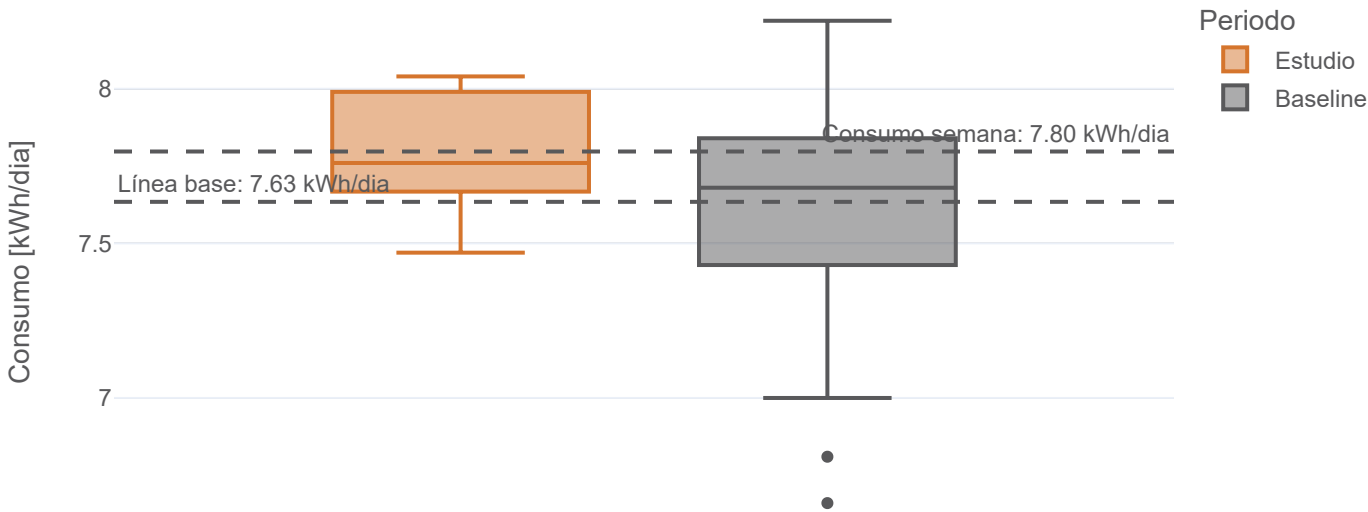 Periodo
Estudio
Baseline
Consumo [kWh/dia]
8
7.5
7
Consumo semana: 7.80 kWh/dia
Línea base: 7.63 kWh/dia